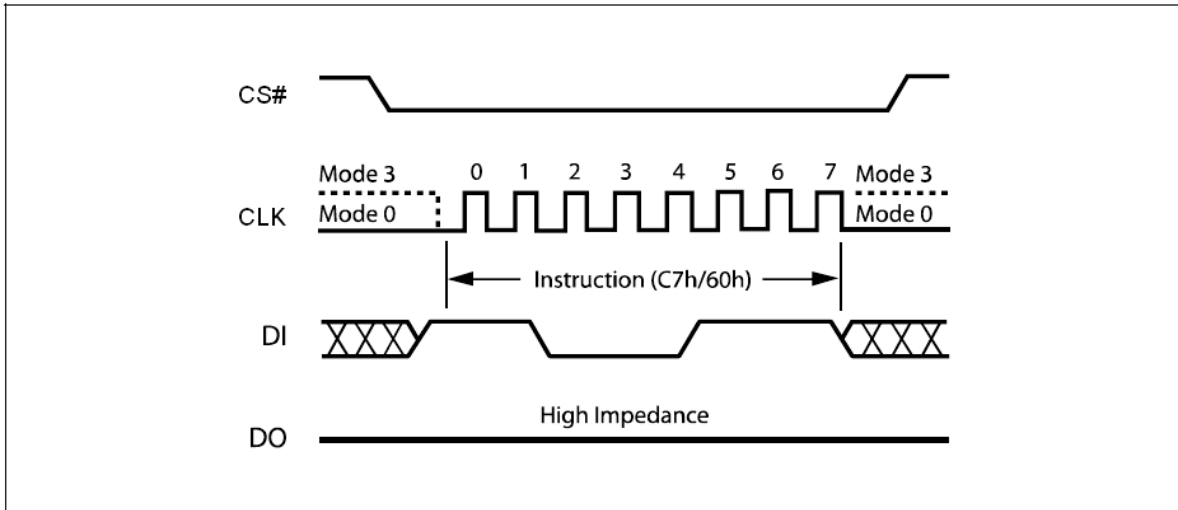 CS#
Mode 3 0 1 2 3 4 5 6 7 Mode 3
CLK Mode 0 Mode 0
Instruction (C7h/60h)
DI
High Impedance
DO